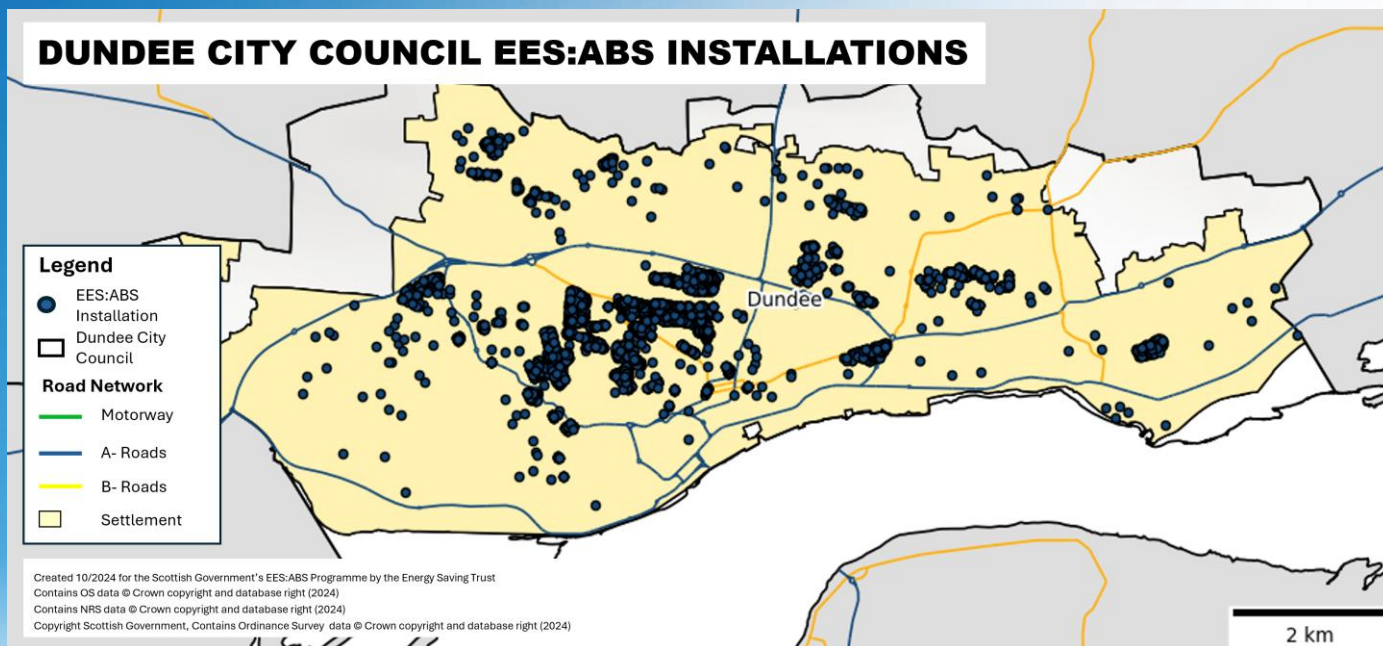 DUNDEE CITY COUNCIL EES:ABS INSTALLATIONS
Dundee
Legend
EES:ABS
Installation
Dundee City
Council
Road Network
Motorway
A- Roads
B- Roads
Settlement
Created 10/2024 for the Scottish Government's EES:ABS Programme by the Energy Saving Trust
Contains OS data © Crown copyright and database right (2024)
Contains NRS data © Crown copyright and database right (2024)
Copyright Scottish Government, Contains Ordinance Survey data © Crown copyright and database right (2024)
2 km